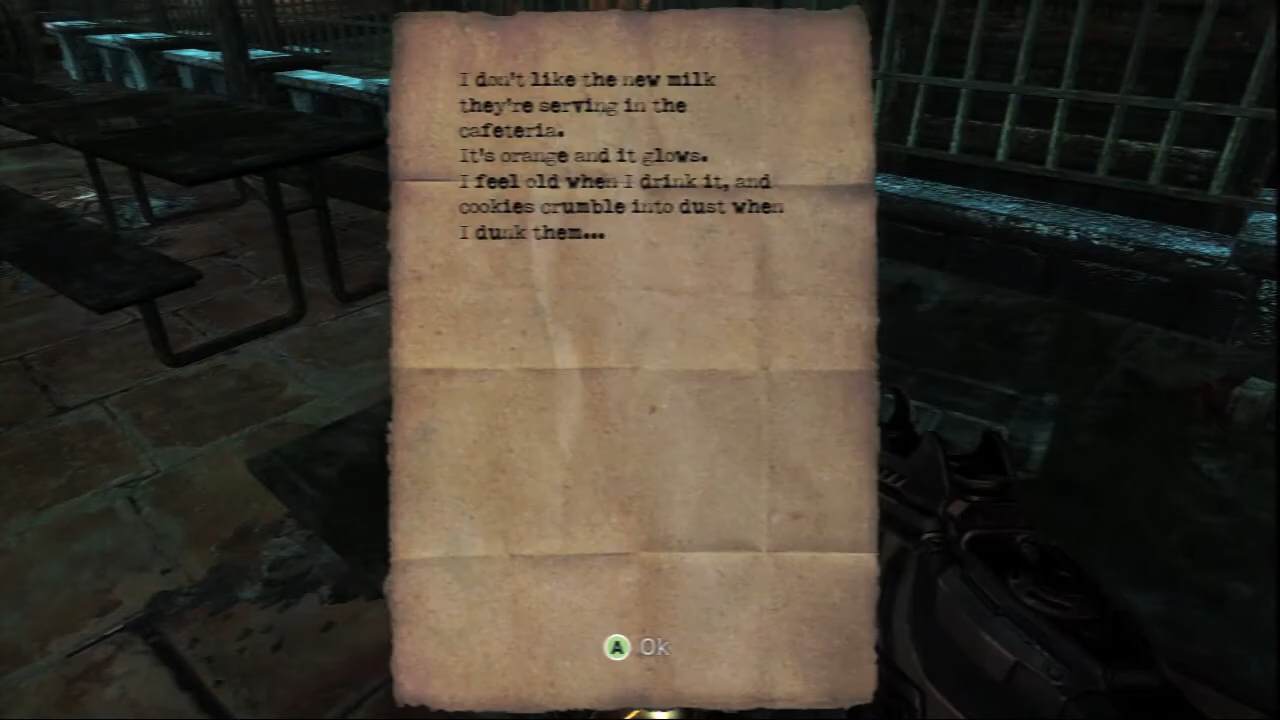 I don't like the new milk
they're serving in the
cafeteria.
It's orange and it glows.
I feel old when I drink it, and
cookies crumble into dust when
I dunk them...
A Ok